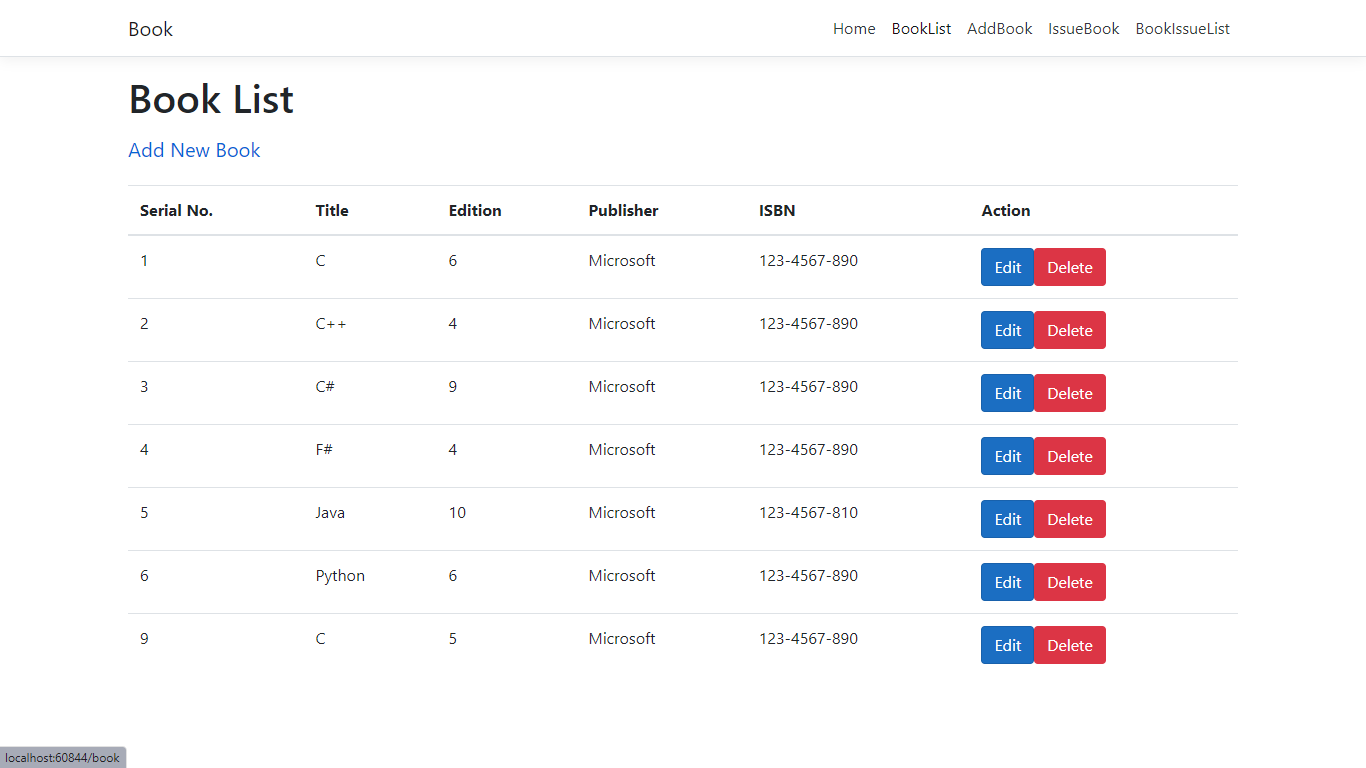 Book Home BookList AddBook IssueBook BookIssueList
Book List
Add New Book
Serial No. Title Edition Publisher ISBN Action
1 C 6 Microsoft 123-4567-890 Edit Delete
2 C++ 4 Microsoft 123-4567-890 Edit Delete
3 C# 9 Microsoft 123-4567-890 Edit Delete
4 F# 4 Microsoft 123-4567-890 Edit Delete
5 Java 10 Microsoft 123-4567-810 Edit Delete
6 Python 6 Microsoft 123-4567-890 Edit Delete
9 C 5 Microsoft 123-4567-890 Edit Delete
localhost:60844/book